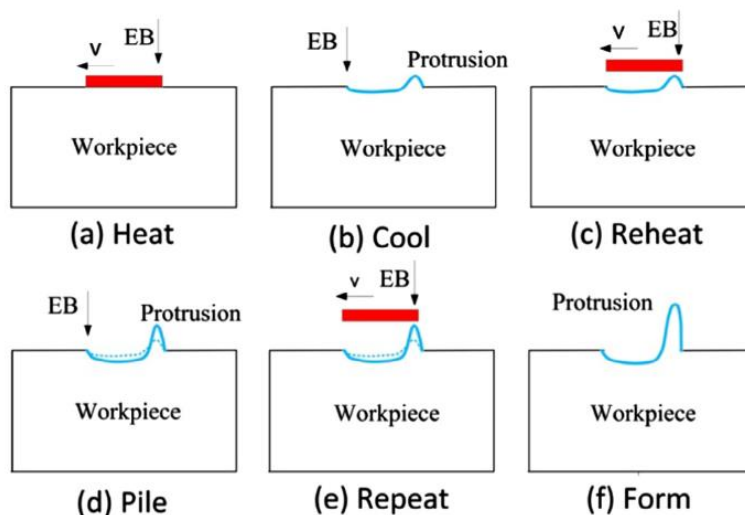 EB
v
Workpiece
(a) Heat
EB
Protrusion
Workpiece
(b) Cool
v
EB
Workpiece
(c) Reheat
EB
Protrusion
Workpiece
(d) Pile
v
EB
Workpiece
(e) Repeat
Protrusion
Workpiece
(f) Form